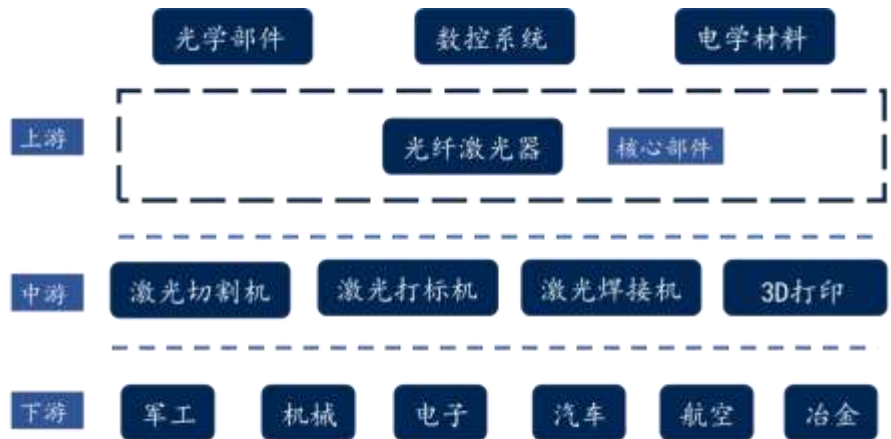 光学部件
数控系统
电学材料
上游
光纤激光器
核心部件
中游
激光切割机
激光打标机
激光焊接机
3D打印
下游
军工
机械
电子
汽车
航空
冶金